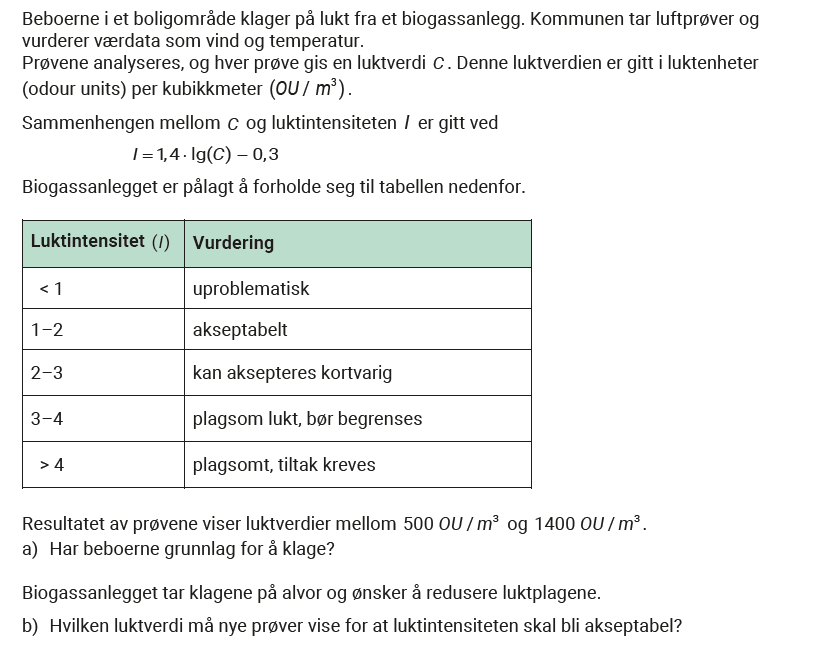 Beboerne i et boligområde klager på lukt fra et biogassanlegg. Kommunen tar luftprøver og
vurderer værdata som vind og temperatur.
Prøvene analyseres, og hver prøve gis en luktverdi C. Denne luktverdien er gitt i luktenheter
(odour units) per kubikkmeter (OU / m³).
Sammenhengen mellom C og luktintensiteten I er gitt ved
I = 1,4 · lg(C) – 0,3
Biogassanlegget er pålagt å forholde seg til tabellen nedenfor.
Luktintensitet (I) Vurdering
< 1 uproblematisk
1–2 akseptabelt
2–3 kan aksepteres kortvarig
3–4 plagsom lukt, bør begrenses
> 4 plagsomt, tiltak kreves
Resultatet av prøvene viser luktverdier mellom 500 OU / m³ og 1400 OU / m³.
a) Har beboerne grunnlag for å klage?
Biogassanlegget tar klagene på alvor og ønsker å redusere luktplagene.
b) Hvilken luktverdi må nye prøver vise for at luktintensiteten skal bli akseptabel?